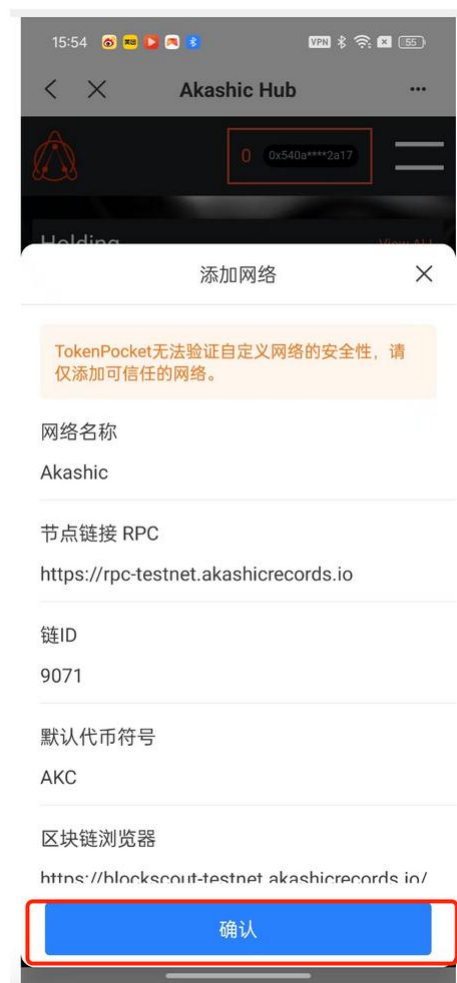 15:54
VPN
55
Akashic Hub
0 0x540a****2a17
Holding View ALL
添加网络
TokenPocket无法验证自定义网络的安全性，请
仅添加可信任的网络。
网络名称
Akashic
节点链接 RPC
https://rpc-testnet.akashicrecords.io
链ID
9071
默认代币符号
AKC
区块链浏览器
https://blockscout-testnet.akashicrecords.io/
确认